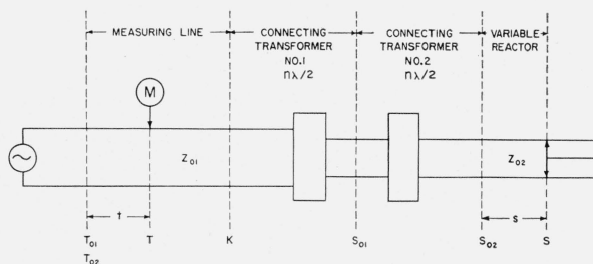 MEASURING LINE
CONNECTING
TRANSFORMER
NO.1
nλ/2
CONNECTING
TRANSFORMER
NO.2
nλ/2
VARIABLE
REACTOR
M
Z01
Z02
t
s
T01
T02
T
K
S01
S02
S